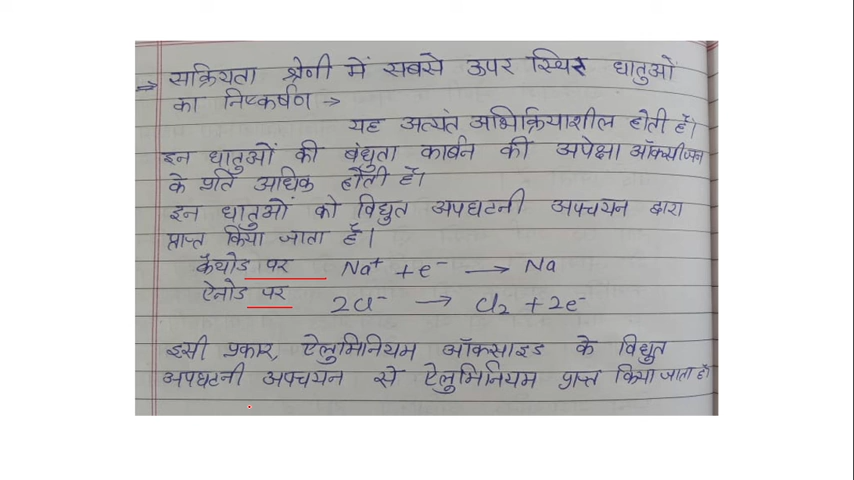 ⇒ सक्रियता श्रेणी में सबसे ऊपर स्थिर धातुओं
का निष्कर्षण →
यह अत्यंत अभिक्रियाशील होती हैं।
इन धातुओं की बंधुता कार्बन की अपेक्षा ऑक्सीजन
के प्रति अधिक होती हैं।
इन धातुओं को विद्युत अपघटनी अपचयन द्वारा
प्राप्त किया जाता हैं।
कैथोड पर Na⁺ + e⁻ ⟶ Na
ऐनोड पर 2Cl⁻ ⟶ Cl₂ + 2e⁻
इसी प्रकार, ऐलुमिनियम ऑक्साइड के विद्युत
अपघटनी अपचयन से ऐलुमिनियम प्राप्त किया जाता हैं।